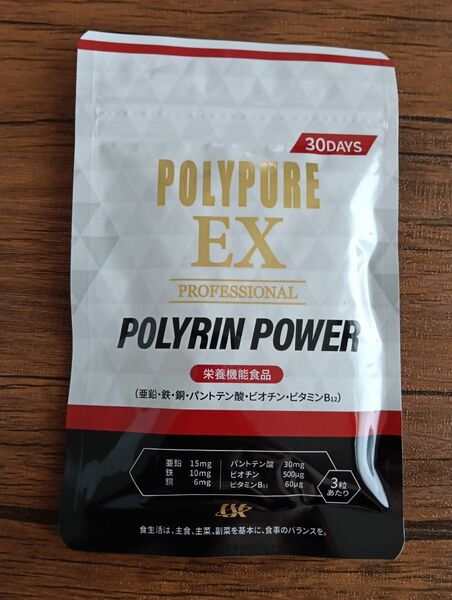 30DAYS
POLYPURE
EX
PROFESSIONAL
POLYRIN POWER
栄養機能食品
(亜鉛・鉄・銅・パントテン酸・ビオチン・ビタミンB12)
亜鉛 15mg パントテン酸 30mg
鉄 10mg ビオチン 500μg
銅 6mg ビタミンB12 60μg
3粒
あたり
食生活は、主食、主菜、副菜を基本に、食事のバランスを。